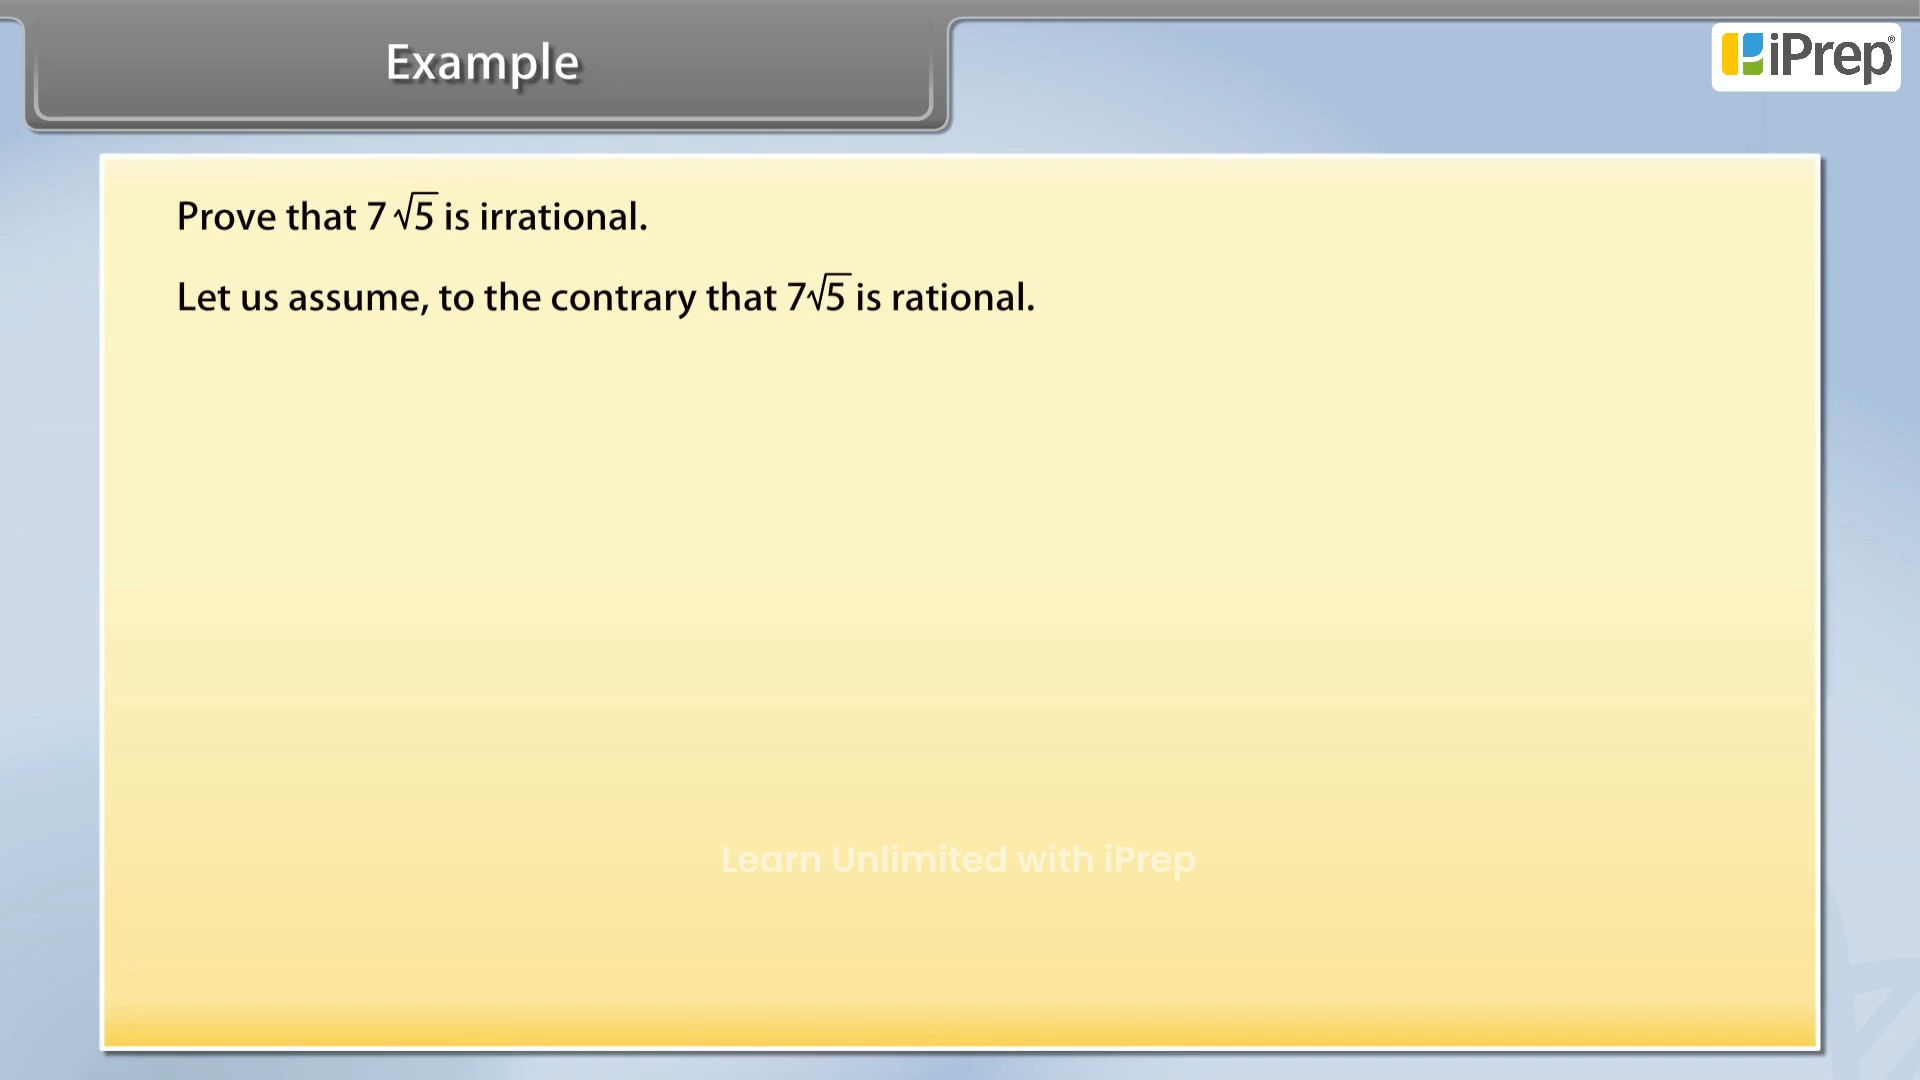 Example
iPrep®
Prove that 7 √5 is irrational.
Let us assume, to the contrary that 7√5 is rational.
Learn Unlimited with iPrep